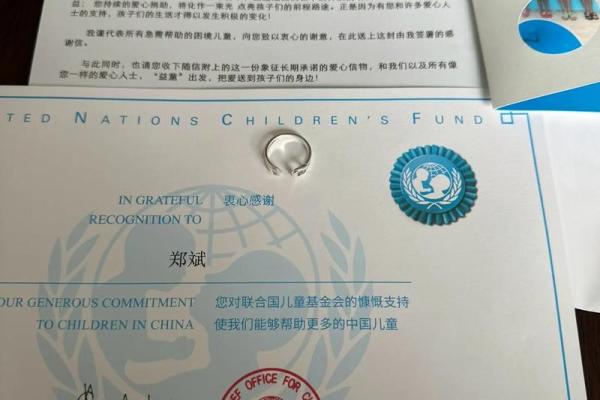 益： 您持续的爱心捐助，将化作一束光 点亮孩子们的前程路途。正是因为有您和许多爱心人
士的支持，孩子们的生活才得以发生积极的变化！
我谨代表所有急需帮助的困境儿童，向您致以衷心的谢意，在此送上这封由我签署的感
谢信。
与此同时，也请您收下随信附上的这一份象征长期承诺的爱心信物，和我们以及所有像
您一样的爱心人士，“益童”出发，把爱送到孩子们的身边！
TED NATIONS CHILDREN'S FUND
IN GRATEFUL 衷心感谢
RECOGNITION TO
郑斌
OUR GENEROUS COMMITMENT 您对联合国儿童基金会的慷慨支持
TO CHILDREN IN CHINA 使我们能够帮助更多的中国儿童
EF OFFICE FOR C